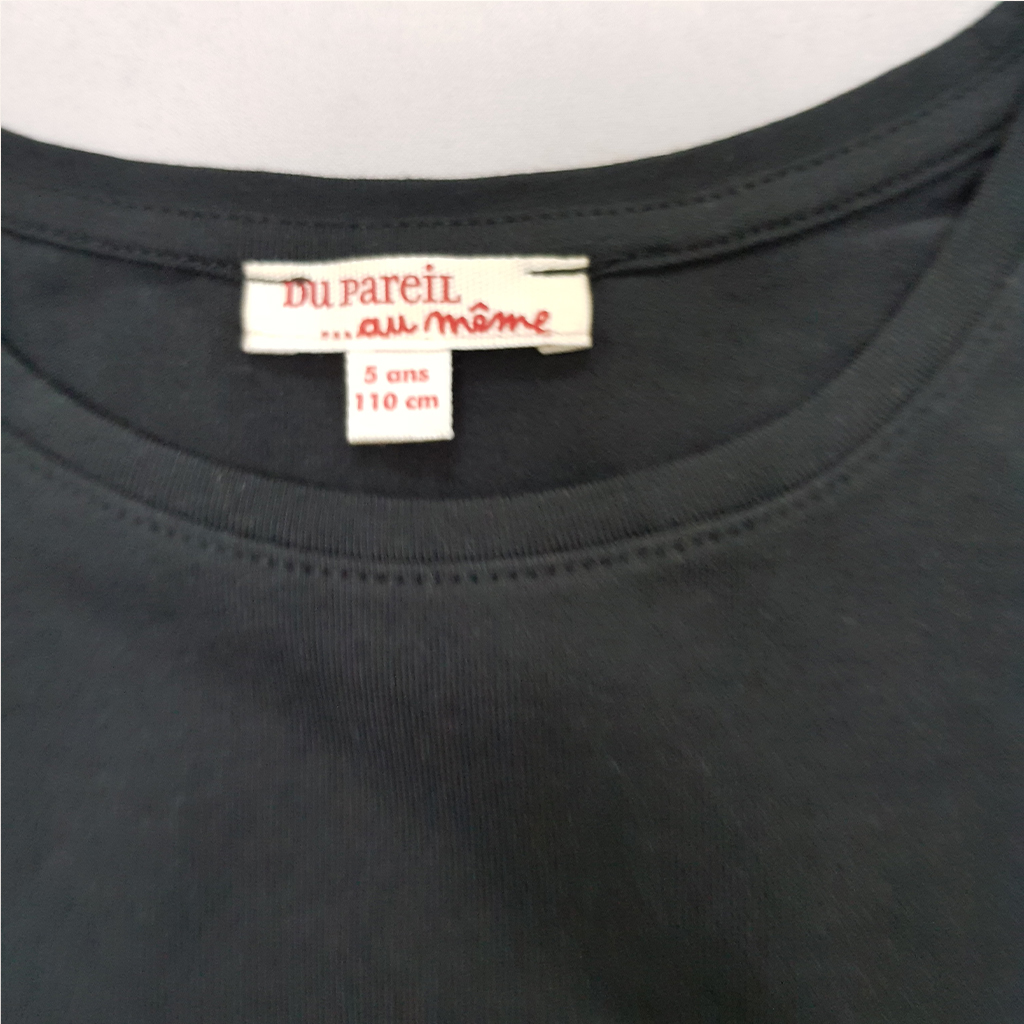 Du Pareil
...au même
5 ans
110 cm